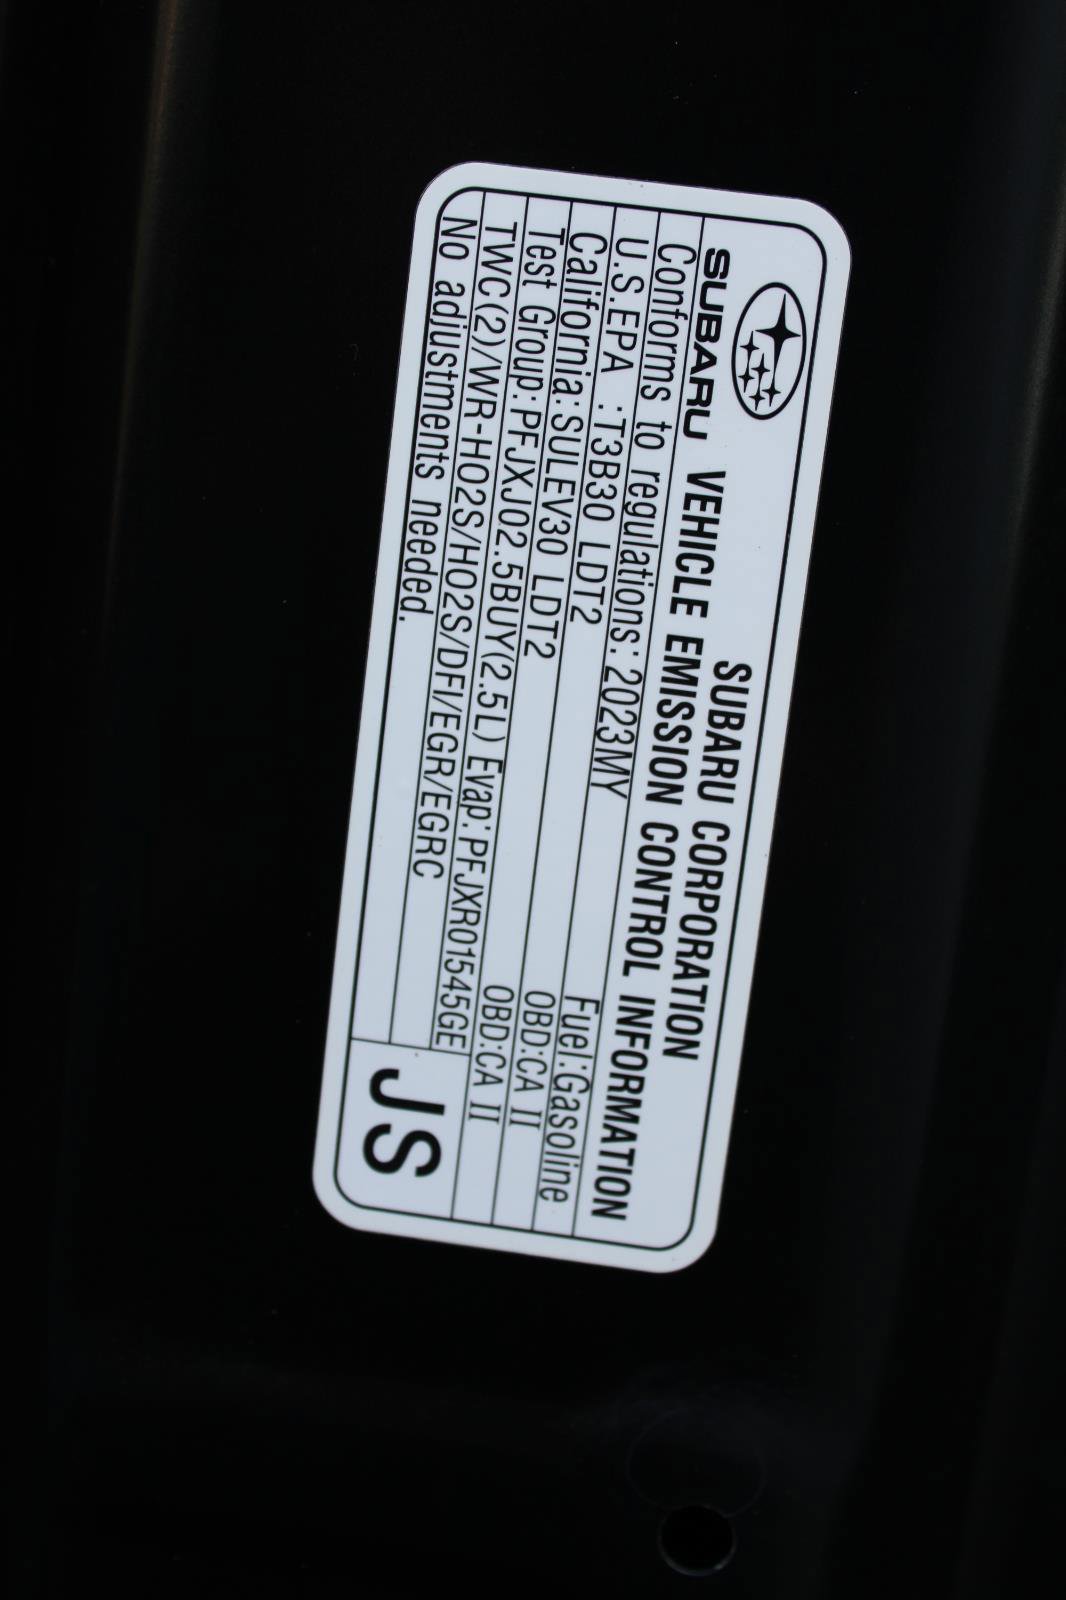 SUBARU CORPORATION
SUBARU VEHICLE EMISSION CONTROL INFORMATION
Conforms to regulations:2023MY Fuel:Gasoline
U.S.EPA :T3B30 LDT2 OBD:CA II
California:SULEV30 LDT2 OBD:CA II
Test Group:PFJXJ02.5BUY(2.5L) Evap:PFJXR01545GE
TWC(2)/WR-HO2S/HO2S/DFI/EGR/EGRC
No adjustments needed.
JS